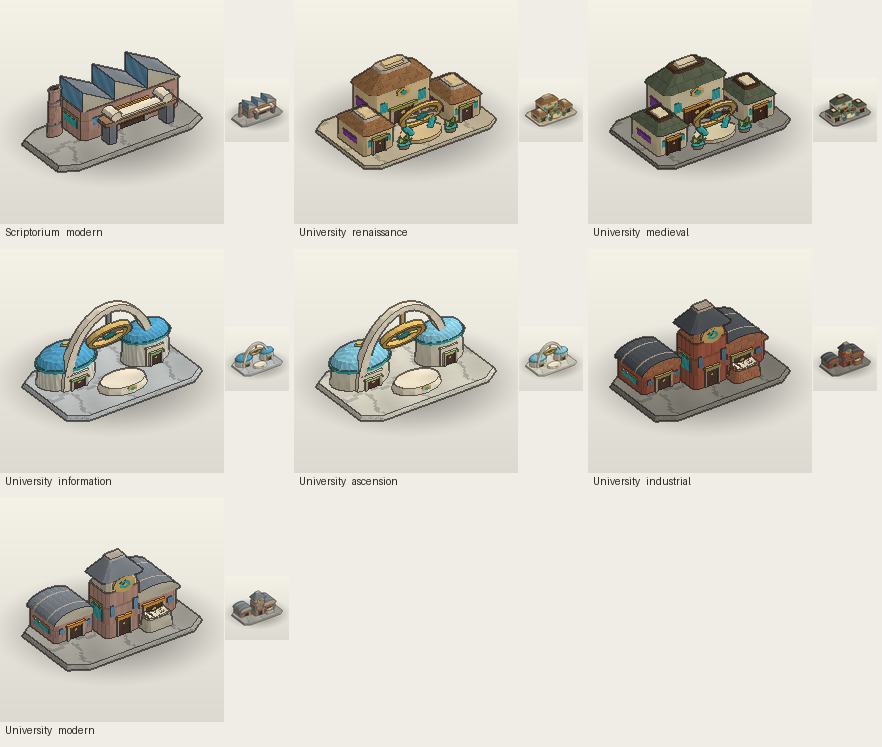 Scriptorium modern
University renaissance
University medieval
University information
University ascension
University industrial
University modern